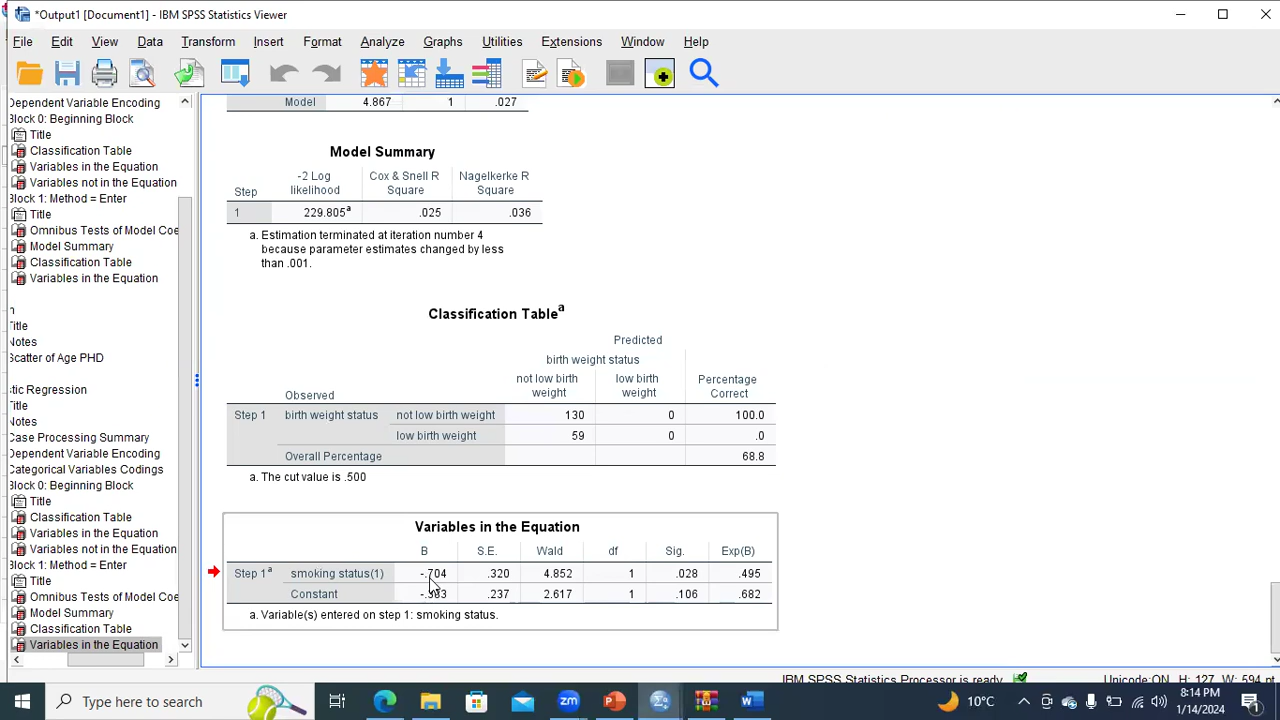 *Output1 [Document1] - IBM SPSS Statistics Viewer
File Edit View Data Transform Insert Format Analyze Graphs Utilities Extensions Window Help
Dependent Variable Encoding
Block 0: Beginning Block
Title
Classification Table
Variables in the Equation
Variables not in the Equation
Block 1: Method = Enter
Title
Omnibus Tests of Model Coe
Model Summary
Classification Table
Variables in the Equation
n
Title
Notes
Scatter of Age PHD
stic Regression
Title
Notes
Case Processing Summary
Dependent Variable Encoding
Categorical Variables Codings
Block 0: Beginning Block
Title
Classification Table
Variables in the Equation
Variables not in the Equation
Block 1: Method = Enter
Title
Omnibus Tests of Model Coe
Model Summary
Classification Table
Variables in the Equation
Model 4.867 1 .027
Model Summary
-2 Log Cox & Snell R Nagelkerke R
Step likelihood Square Square
1 229.805a .025 .036
a. Estimation terminated at iteration number 4
because parameter estimates changed by less
than .001.
Classification Tablea
Predicted
birth weight status
not low birth low birth Percentage
Observed weight weight Correct
Step 1 birth weight status not low birth weight 130 0 100.0
low birth weight 59 0 .0
Overall Percentage 68.8
a. The cut value is .500
Variables in the Equation
B S.E. Wald df Sig. Exp(B)
Step 1a smoking status(1) -.704 .320 4.852 1 .028 .495
Constant .237 2.617 1 .106 .682
a. Variable(s) entered on step 1: smoking status.
IBM SPSS Statistics Processor is ready Unicode:ON H: 127, W: 594 pt.
Type here to search
10°C
8:14 PM
1/14/2024
1